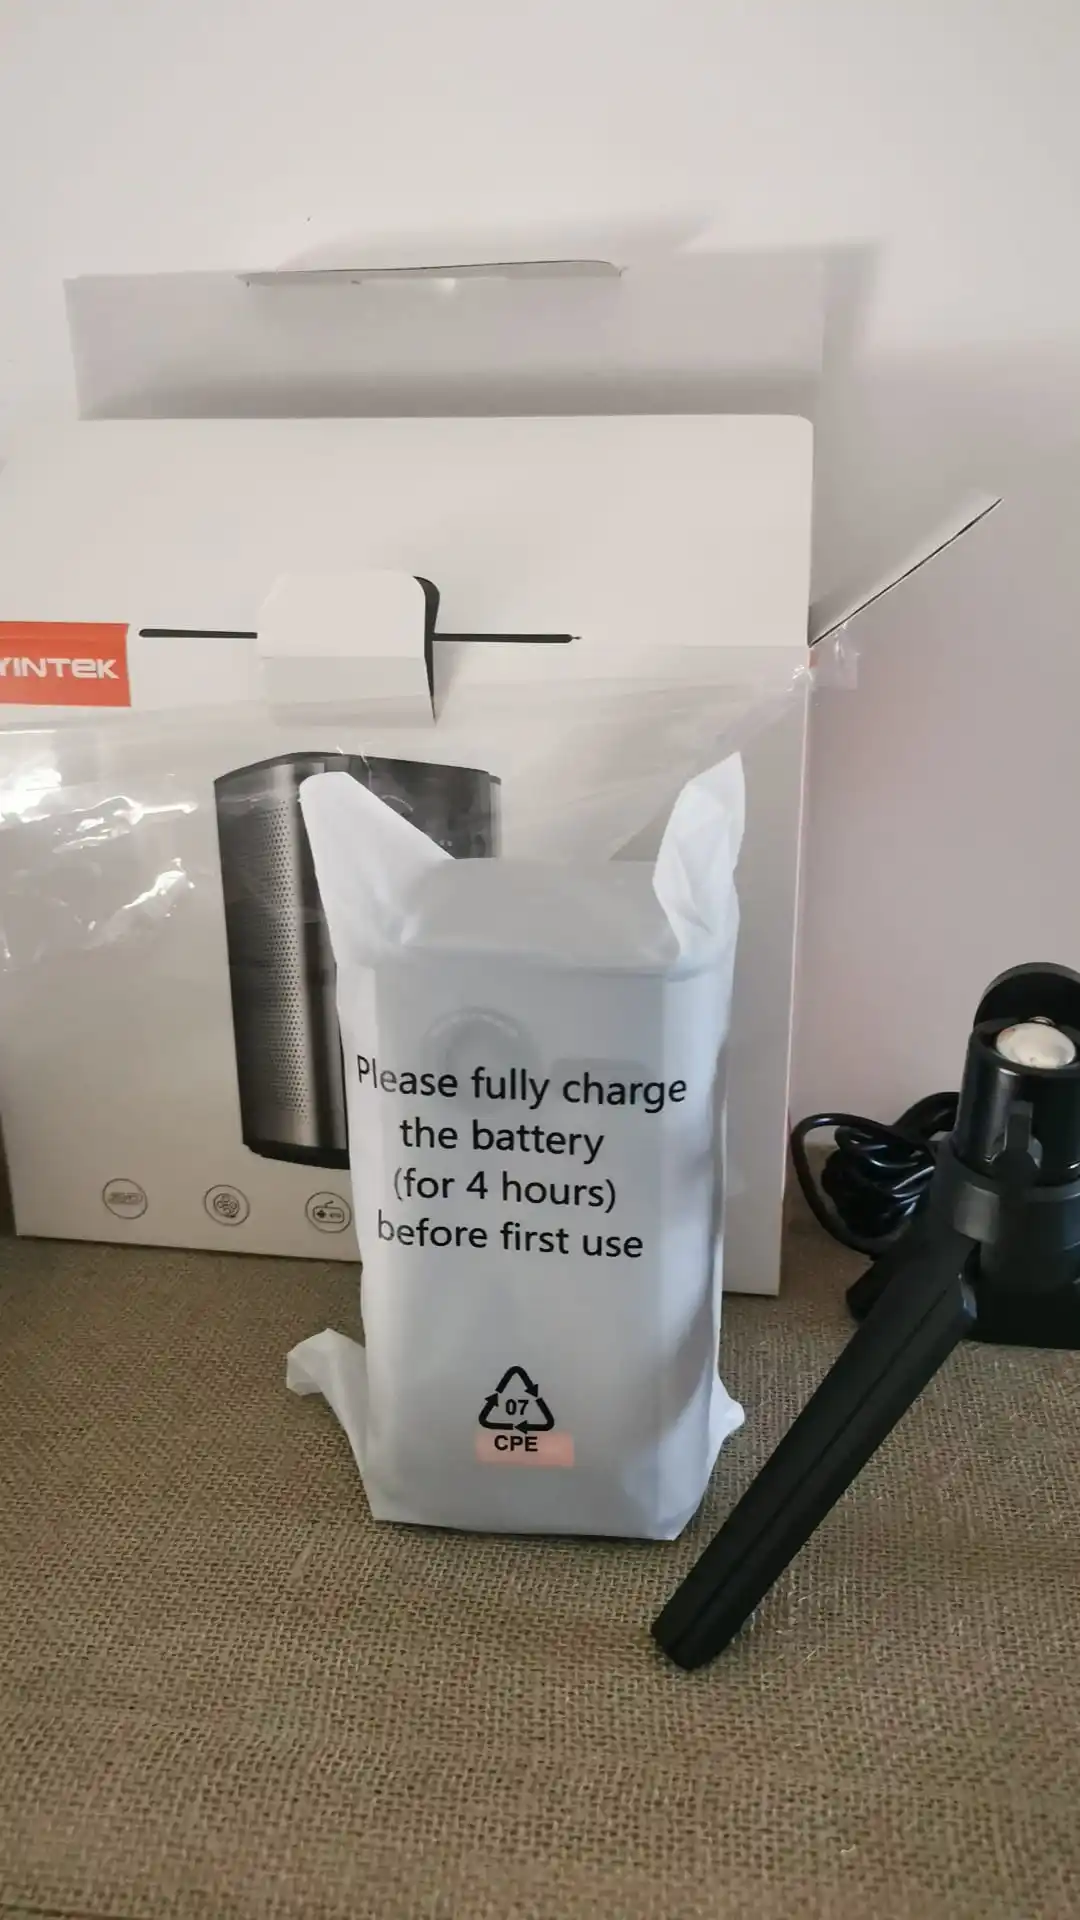 YINTEK
Please fully charge
the battery
(for 4 hours)
before first use
07
CPE